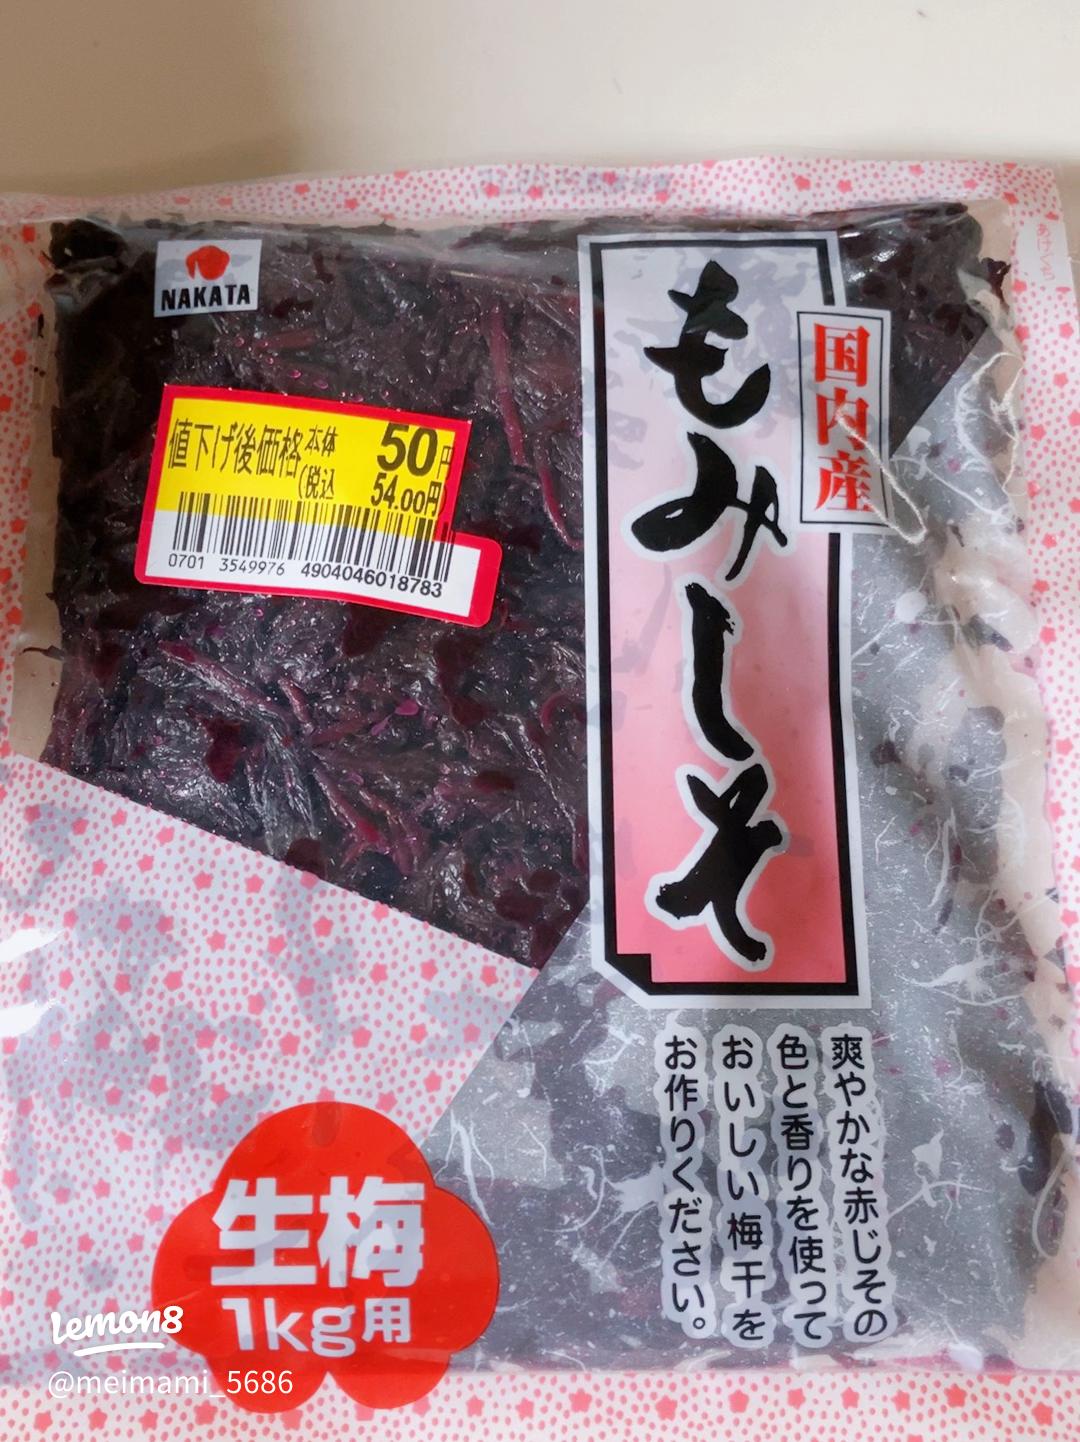 NAKATA
あけくち
もみしそ
国内産
値下げ後価格 本体 50円
(税込 54.00円
0701 3549976 4904046018783
爽やかな赤じその
色と香りを使って
おいしい梅干を
お作りください。
生梅
1kg用
Lemon8
@meimami_5686